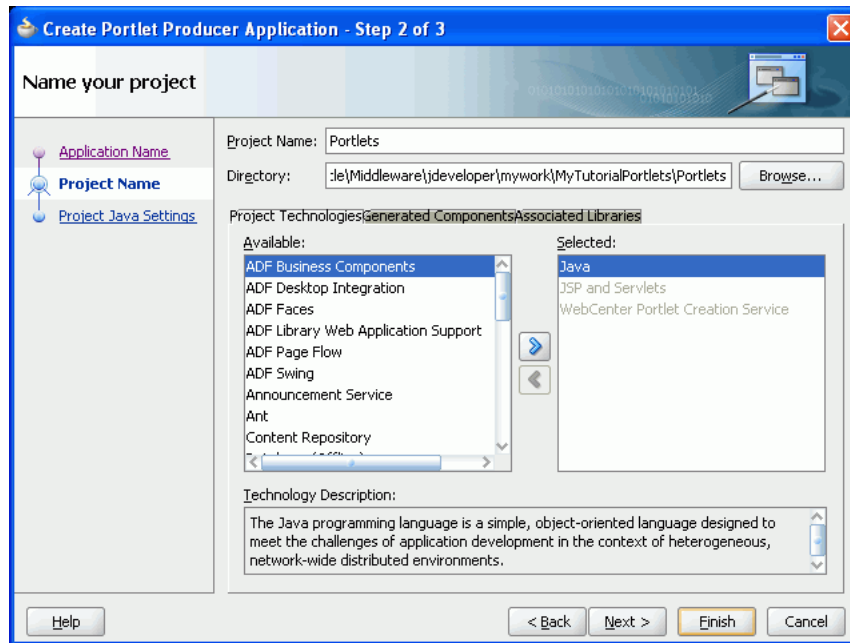 Create Portlet Producer Application - Step 2 of 3
Name your project
Application Name
Project Name
Project Java Settings
Project Name: Portlets
Directory: :le\Middleware\jdeveloper\mywork\MyTutorialPortlets\Portlets Browse...
Project Technologies Generated Components Associated Libraries
Available:
ADF Business Components
ADF Desktop Integration
ADF Faces
ADF Library Web Application Support
ADF Page Flow
ADF Swing
Announcement Service
Ant
Content Repository
Selected:
Java
JSP and Servlets
WebCenter Portlet Creation Service
Technology Description:
The Java programming language is a simple, object-oriented language designed to
meet the challenges of application development in the context of heterogeneous,
network-wide distributed environments.
Help < Back Next > Finish Cancel